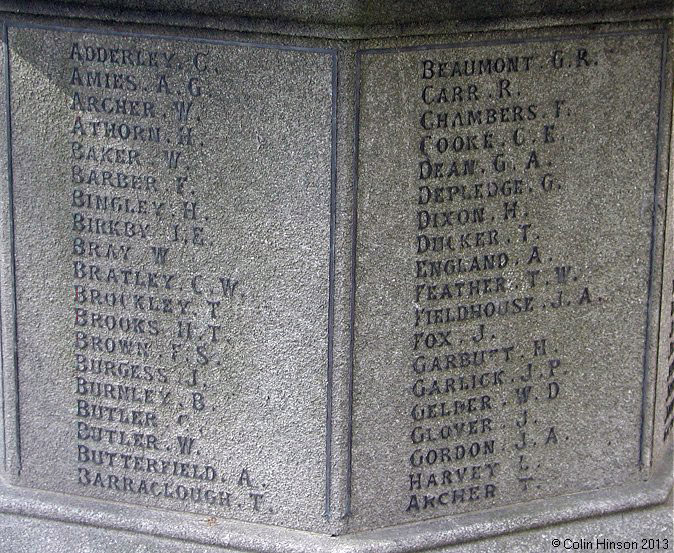 ADDERLEY. G.
AMIES. A. G.
ARCHER. W.
ATHORN. H.
BAKER. W.
BARBER. F.
BINGLEY. H.
BIRKBY. I. E.
BRAY. W.
BRATLEY. C. W.
BROCKLEY. T.
BROOKS. H. T.
BROWN. F. S.
BURGESS. J.
BURNLEY. B.
BUTLER. C.
BUTLER. W.
BUTTERFIELD. A.
BARRACLOUGH. T.
BEAUMONT. G. R.
CARR. R.
CHAMBERS. F.
COOKE. C. E.
DEAN. G. A.
DEPLEDGE. G.
DIXON. H.
DUCKER. T.
ENGLAND. A.
FEATHER. T. W.
FIELDHOUSE. J. A.
FOX. J.
GARBUTT. H.
GARLICK. J. P.
GELDER. W. D
GLOVER. J.
GORDON. J. A.
HARVEY. L.
ARCHER. T.
© Colin Hinson 2013